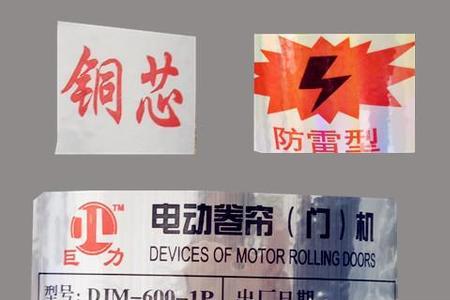 铜芯
防雷型
TM
巨力
电动卷帘（门）机
DEVICES OF MOTOR ROLLING DOORS
型号: DJM-600-1P
出厂日期